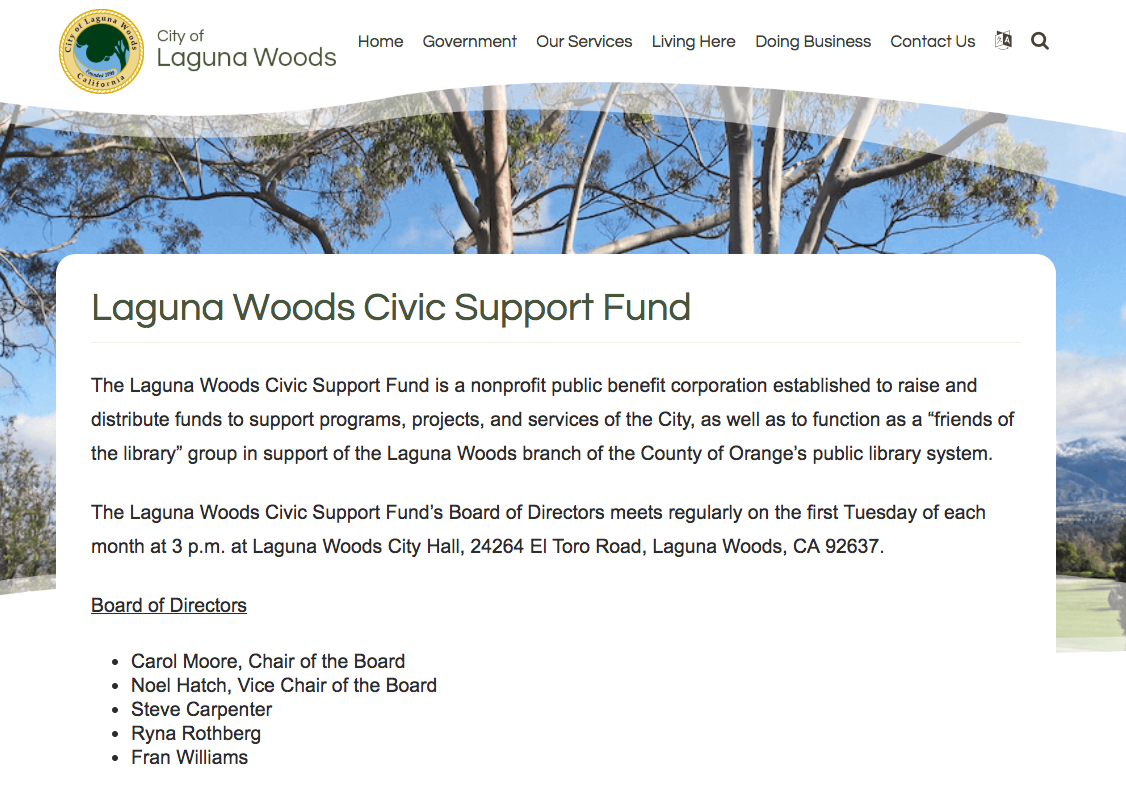 City of Laguna Woods
Founded 1999
California
City of
Laguna Woods
Home Government Our Services Living Here Doing Business Contact Us
Laguna Woods Civic Support Fund
The Laguna Woods Civic Support Fund is a nonprofit public benefit corporation established to raise and
distribute funds to support programs, projects, and services of the City, as well as to function as a “friends of
the library” group in support of the Laguna Woods branch of the County of Orange’s public library system.
The Laguna Woods Civic Support Fund’s Board of Directors meets regularly on the first Tuesday of each
month at 3 p.m. at Laguna Woods City Hall, 24264 El Toro Road, Laguna Woods, CA 92637.
Board of Directors
• Carol Moore, Chair of the Board
• Noel Hatch, Vice Chair of the Board
• Steve Carpenter
• Ryna Rothberg
• Fran Williams